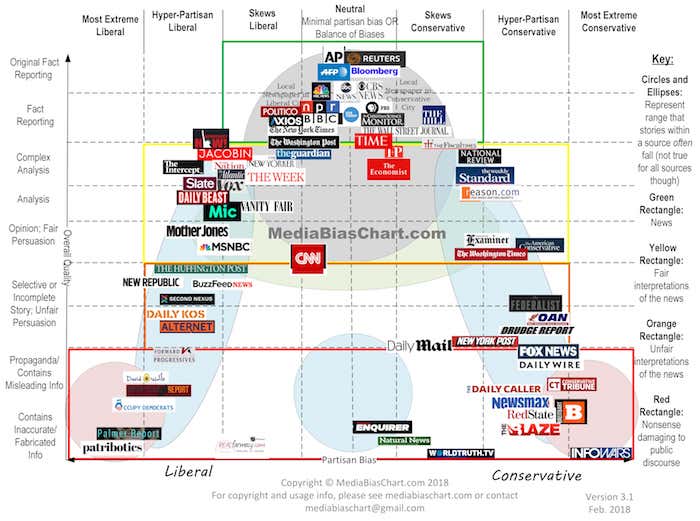 Most Extreme
Liberal
Hyper-Partisan
Liberal
Skews
Liberal
Neutral
Minimal partisan bias OR
Balance of Biases
Skews
Conservative
Hyper-Partisan
Conservative
Most Extreme
Conservative
Original Fact
Reporting
Fact
Reporting
Complex
Analysis
Analysis
Opinion; Fair
Persuasion
Selective or
Incomplete
Story; Unfair
Persuasion
Propaganda/
Contains
Misleading Info
Contains
Inaccurate/
Fabricated
Info
Overall Quality
AP
REUTERS
AFP
Bloomberg
Local
Newspaper in
Liberal City
NBC NEWS
abc NEWS
CBS NEWS
Local
Newspaper in
Conservative
City
POLITICO
AXIOS
npr
BBC
PBS
THE CHRISTIAN SCIENCE
MONITOR
THE HILL
The New York Times
THE WALL STREET JOURNAL
The Washington Post
TIME
theguardian
The Fiscal Times
FP
The
Economist
JACOBIN
The
Intercept
The Nation
The Atlantic
NEW YORKER
THE WEEK
NATIONAL
REVIEW
the weekly
Standard
reason.com
Slate
Vox
DAILY BEAST
Mic
VANITY FAIR
Mother Jones
MSNBC
MediaBiasChart.com
CNN
Examiner
The American
Conservative
The Washington Times
THE HUFFINGTON POST
NEW REPUBLIC
BuzzFeedNEWS
SECOND NEXUS
DAILY KOS
ALTERNET
THE
FEDERALIST
OAN
DRUDGE REPORT
Daily Mail
NEW YORK POST
FOX NEWS
DAILY WIRE
FORWARD
PROGRESSIVES
David Wolfe
REPORT
OCCUPY DEMOCRATS
Palmer Report
patribotics
REALfarmacy.com
ENQUIRER
Natural News
WORLDTRUTH.TV
THE DAILY CALLER
CT CONSERVATIVE
TRIBUNE
Newsmax
RedState
B
THE BLAZE
INFOWARS
Liberal
Partisan Bias
Conservative
Key:
Circles and
Ellipses:
Represent
range that
stories within
a source often
fall (not true
for all sources
though)
Green
Rectangle:
News
Yellow
Rectangle:
Fair
interpretations
of the news
Orange
Rectangle:
Unfair
interpretations
of the news
Red
Rectangle:
Nonsense
damaging to
public
discourse
Copyright © MediaBiasChart.com 2018
For copyright and usage info, please see mediabiaschart.com or contact
mediabiaschart@gmail.com
Version 3.1
Feb. 2018